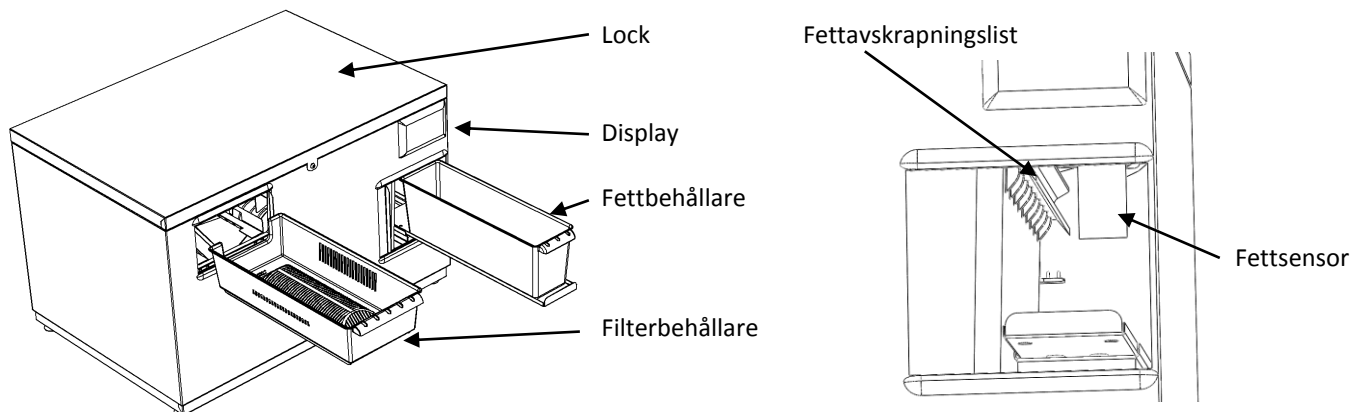 Lock
Display
Fettbehållare
Filterbehållare
Fettavskrapningslist
Fettsensor